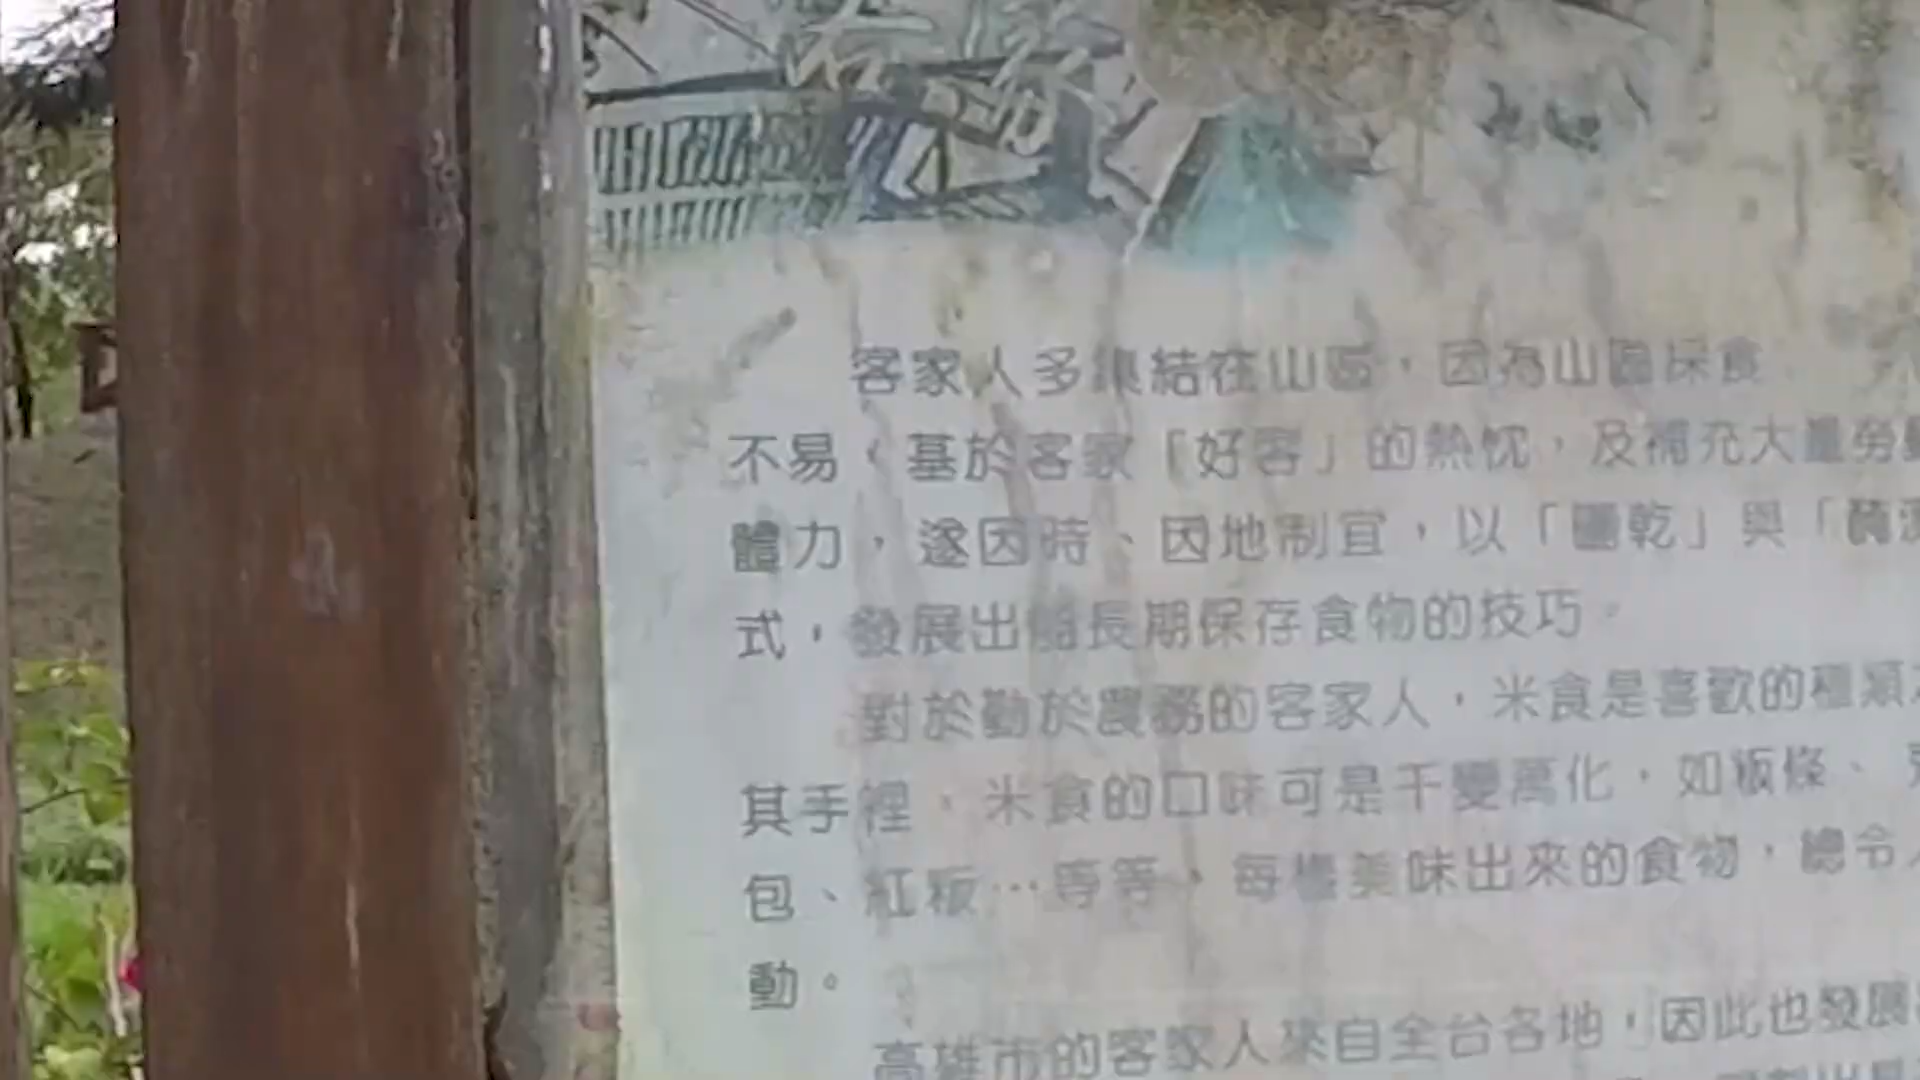 客家
客家人多集結在山區，因為山區採食
不易，基於客家「好客」的熱忱，及補充大量勞
體力，遂因時、因地制宜，以「曬乾」與「醃
式，發展出能長期保存食物的技巧。
對於勤於農務的客家人，米食是喜歡的種類
其手裡，米食的口味可是千變萬化，如粄條、
包、紅粄…等等，每樣美味出來的食物，總令
動。
高雄市的客家人來自全台各地，因此也發展